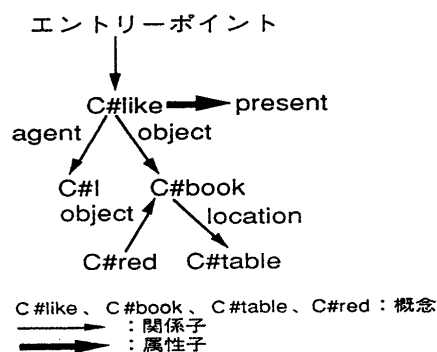 エントリーポイント
C#like present
agent object
C#I C#book
object location
C#red C#table
C#like、C#book、C#table、C#red：概念
：関係子
：属性子